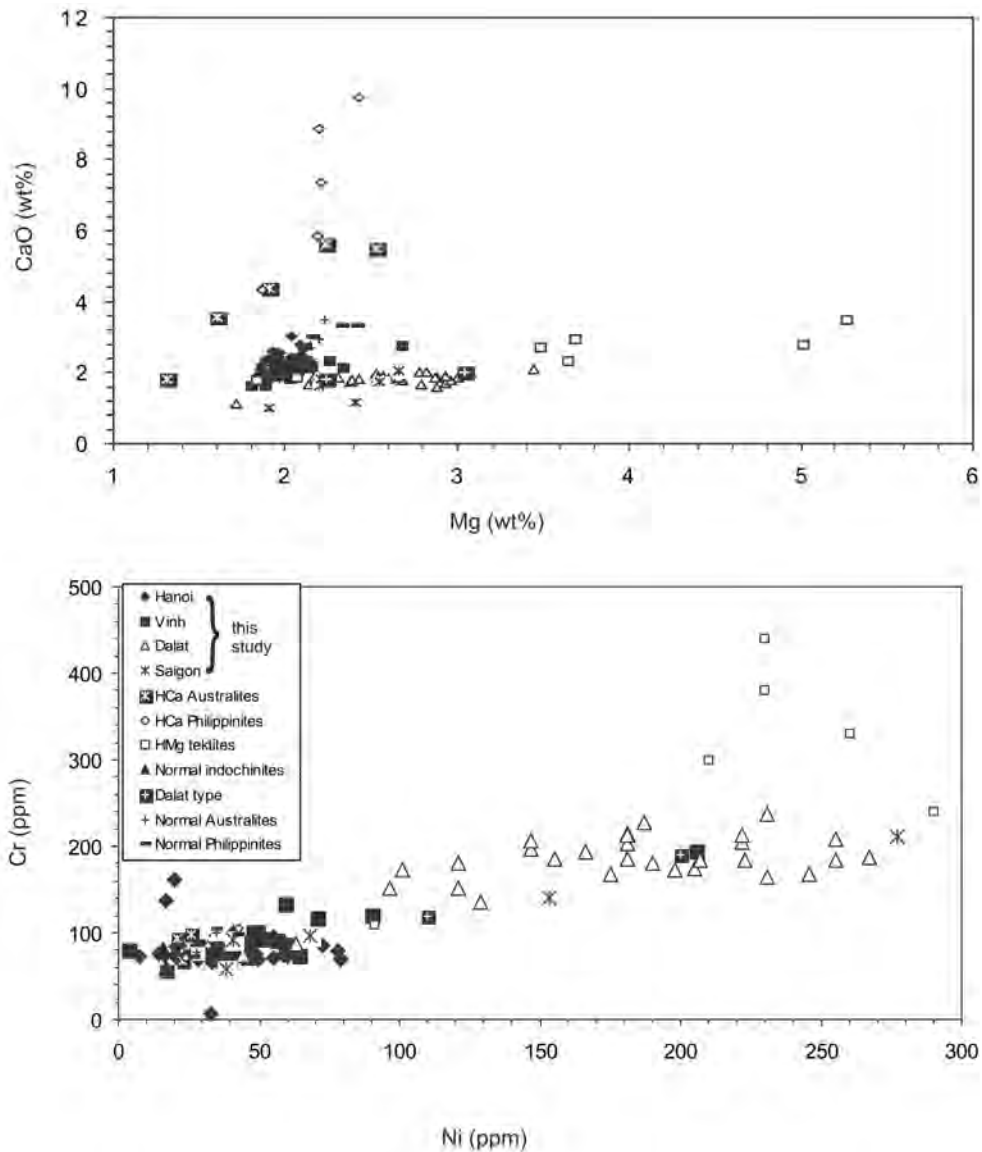 12
10
8
6
4
2
0
CaO (wt%)
1 2 3 4 5 6
Mg (wt%)
500
400
300
200
100
0
Cr (ppm)
Hanoi
Vinh
Dalat
Saigon
this
study
HCa Australites
HCa Philippinites
HMg tektites
Normal indochinites
Dalat type
Normal Australites
Normal Philippinites
0 50 100 150 200 250 300
Ni (ppm)